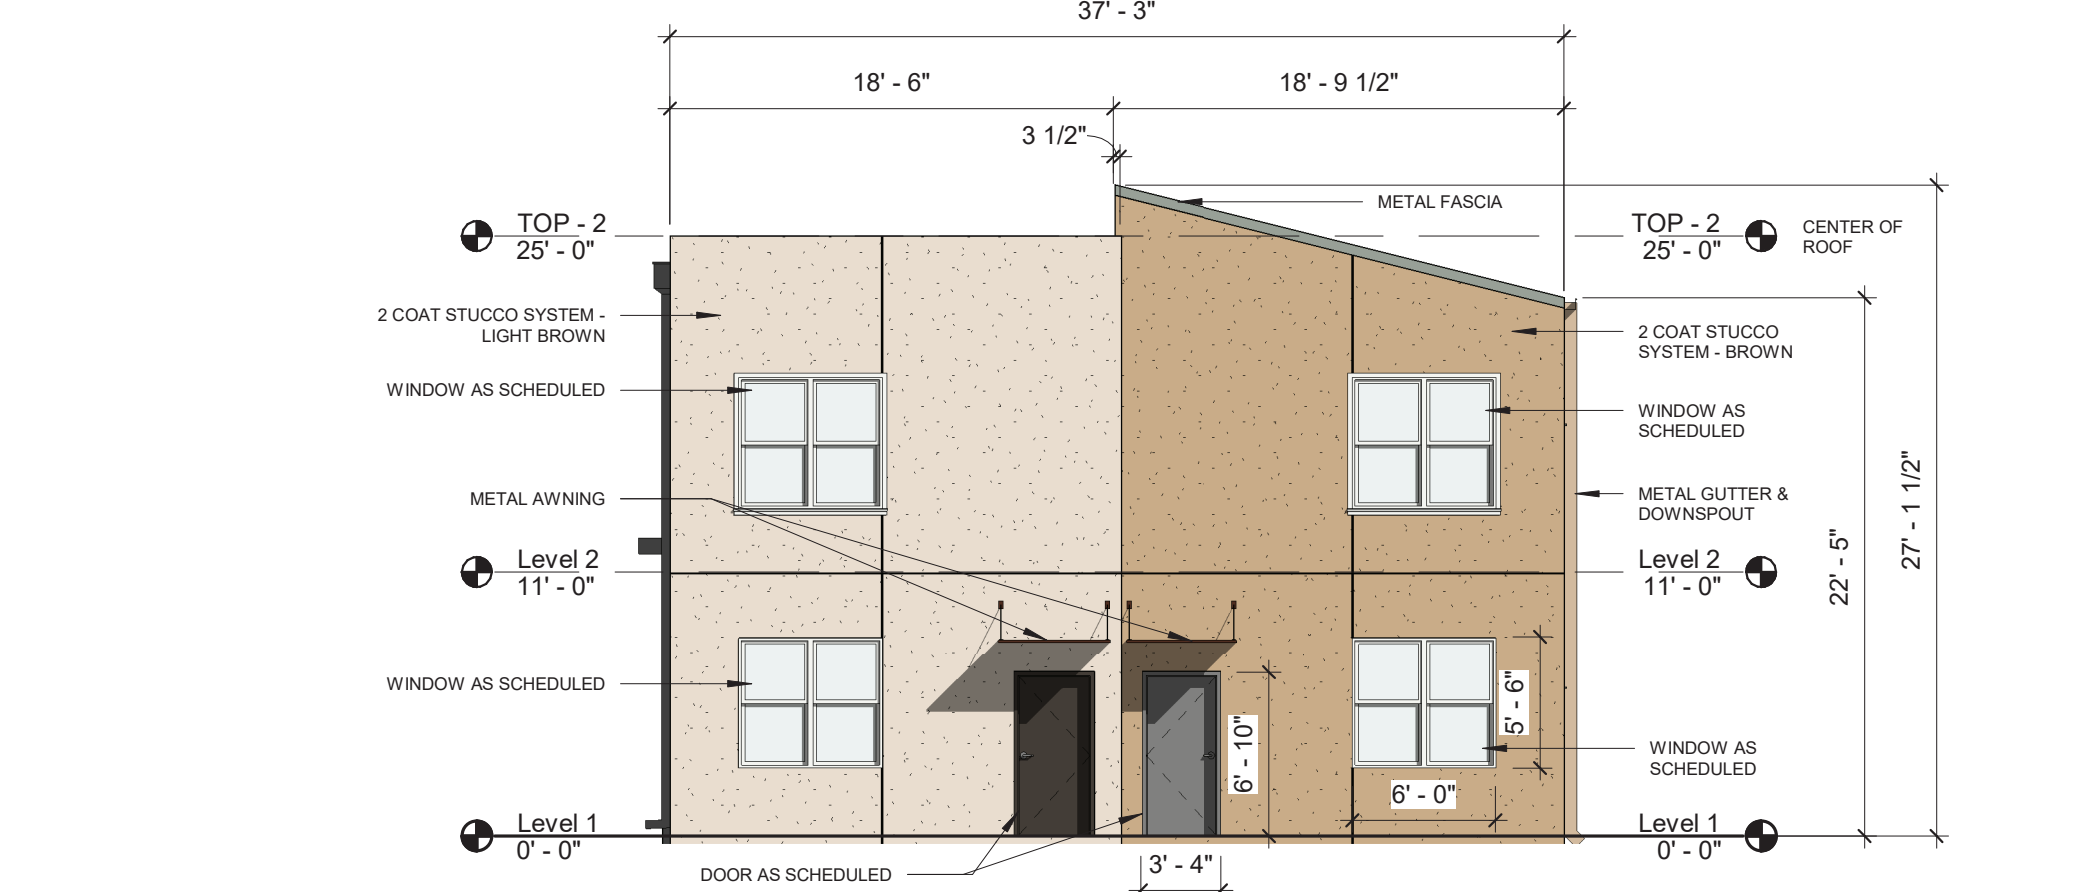 37' - 3"
18' - 6"
18' - 9 1/2"
3 1/2"
METAL FASCIA
TOP - 2
25' - 0"
TOP - 2
25' - 0"
CENTER OF
ROOF
2 COAT STUCCO SYSTEM -
LIGHT BROWN
2 COAT STUCCO
SYSTEM - BROWN
WINDOW AS SCHEDULED
WINDOW AS
SCHEDULED
METAL AWNING
METAL GUTTER &
DOWNSPOUT
27' - 1 1/2"
22' - 5"
Level 2
11' - 0"
Level 2
11' - 0"
WINDOW AS SCHEDULED
5' - 6"
6' - 10"
WINDOW AS
SCHEDULED
6' - 0"
Level 1
0' - 0"
Level 1
0' - 0"
3' - 4"
DOOR AS SCHEDULED